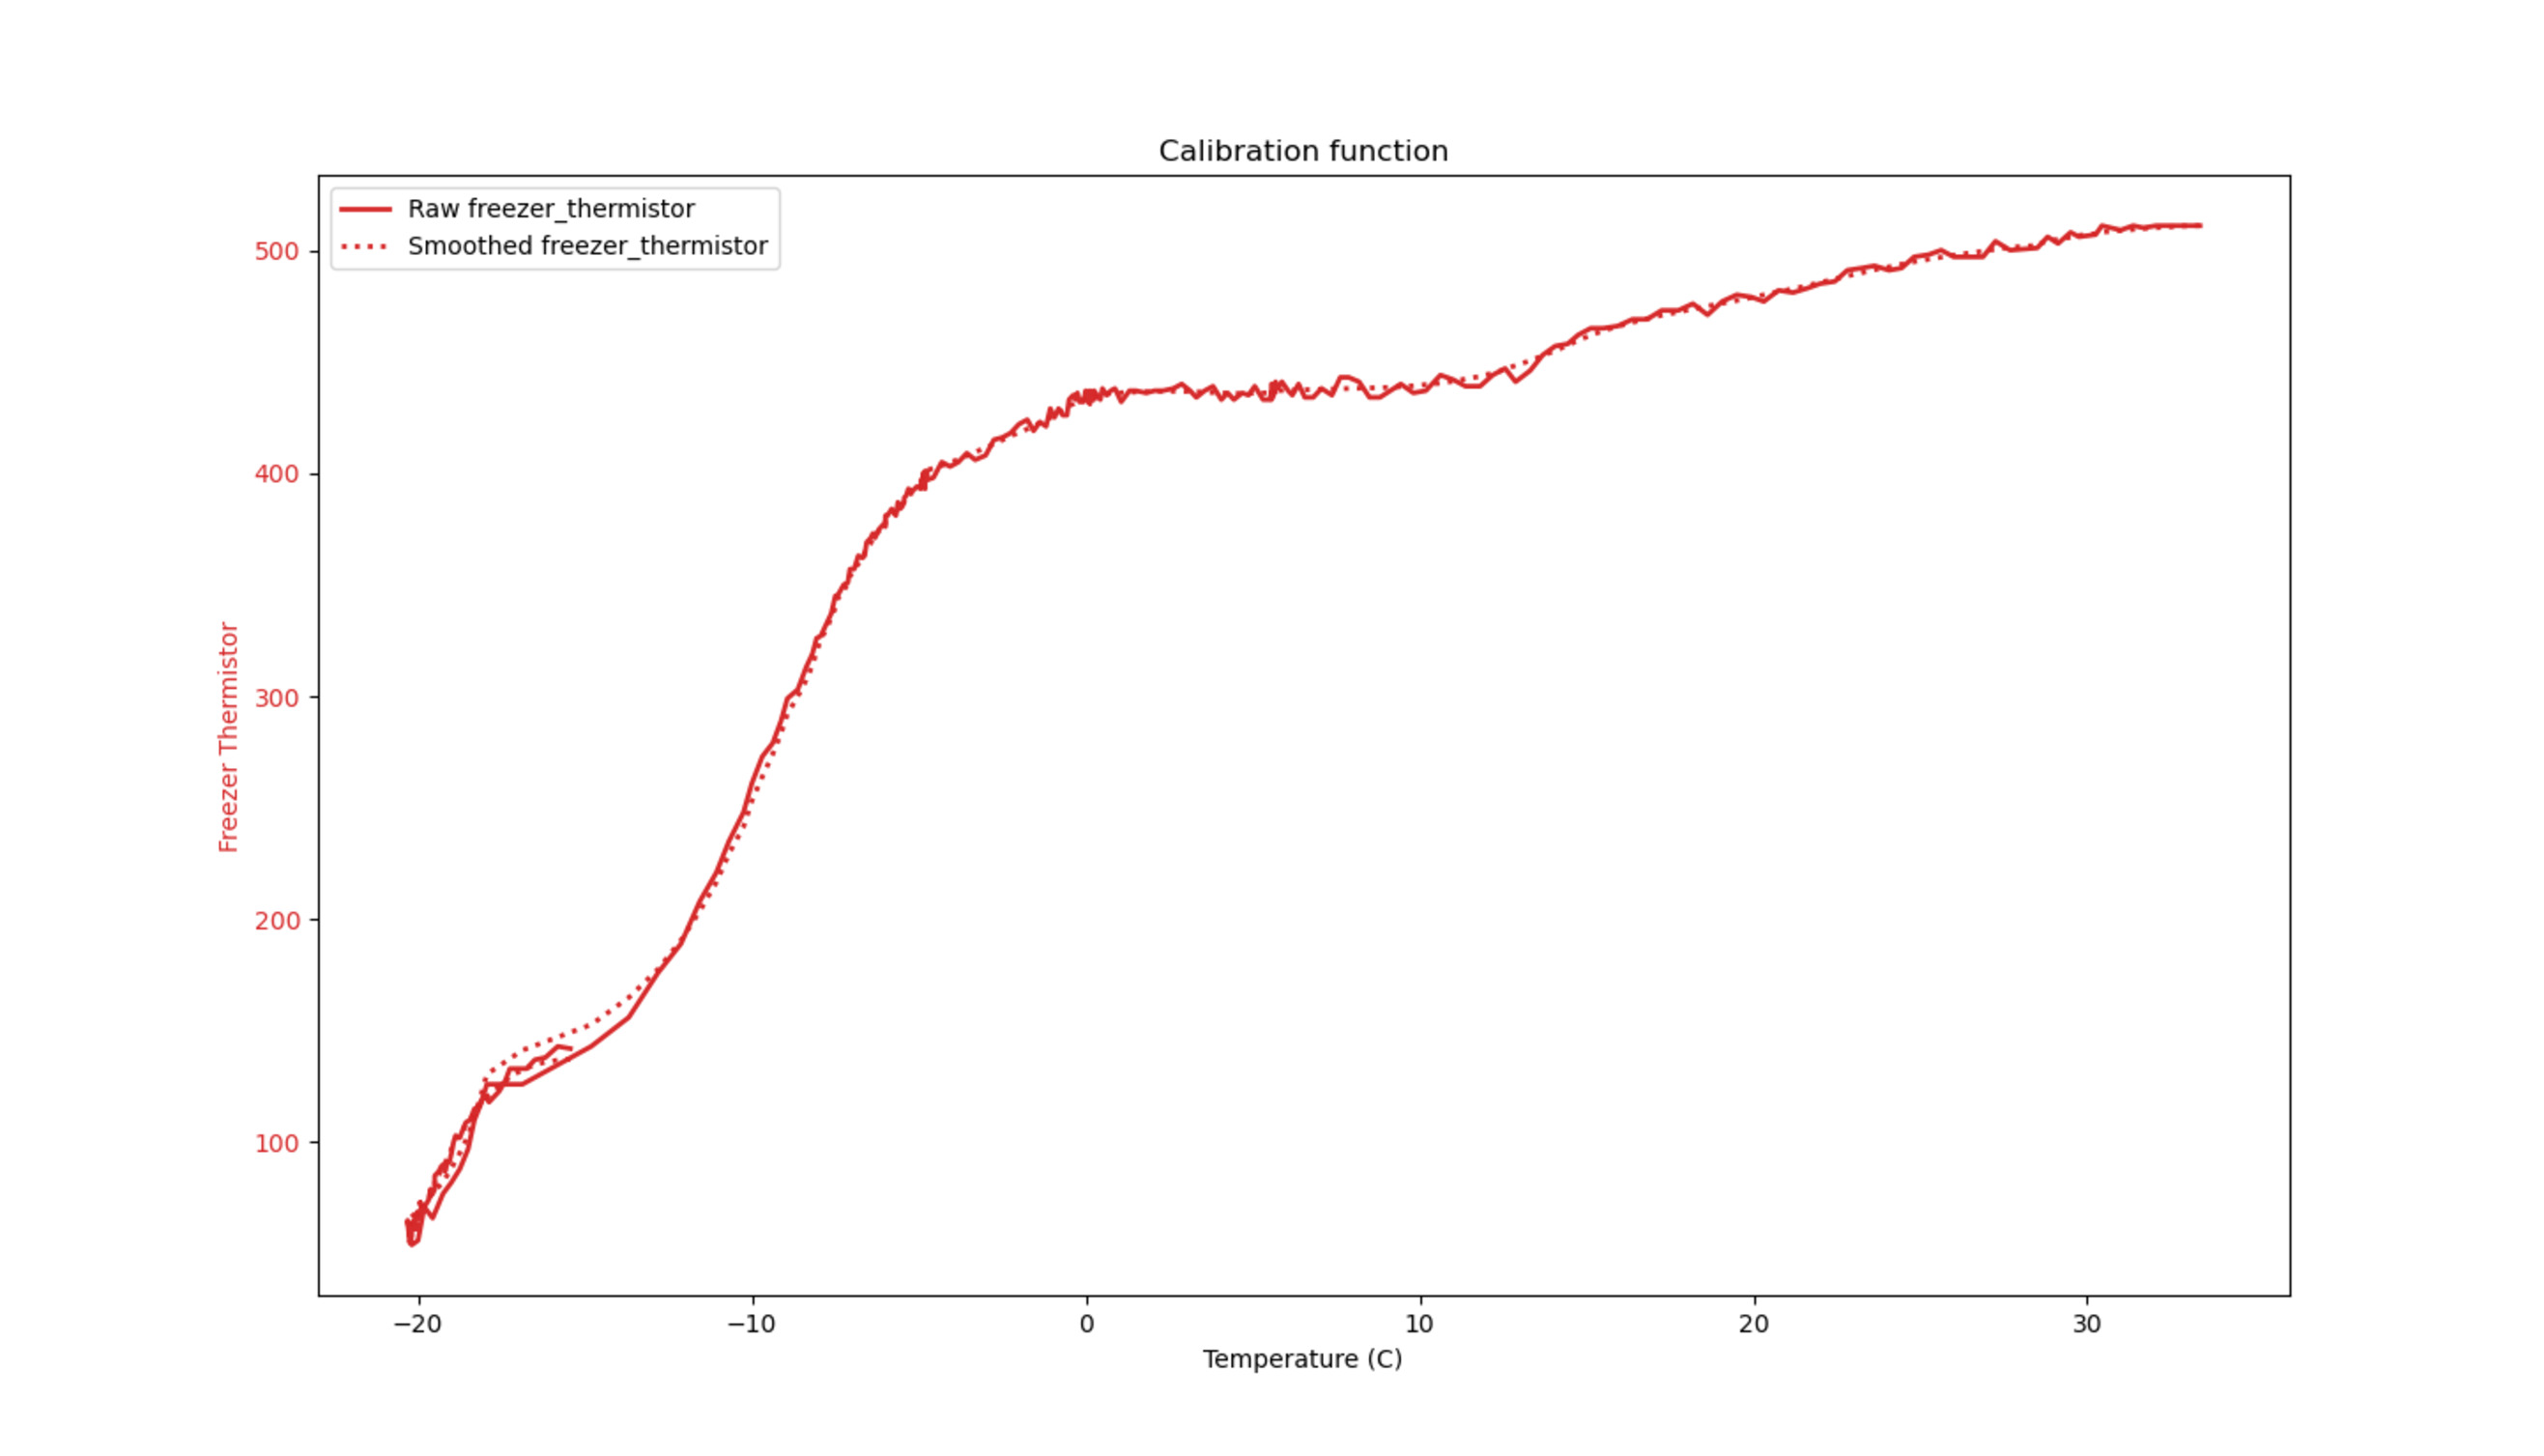 Calibration function
Raw freezer_thermistor
Smoothed freezer_thermistor
500
400
300
200
100
Freezer Thermistor
−20
−10
0
10
20
30
Temperature (C)